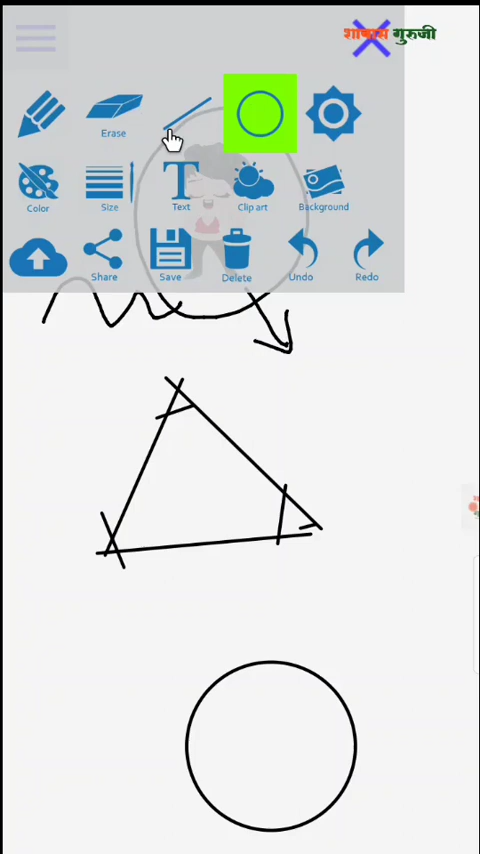 शाबास गुरुजी
Erase
Color
Size
Text
Clip art
Background
Share
Save
Delete
Undo
Redo